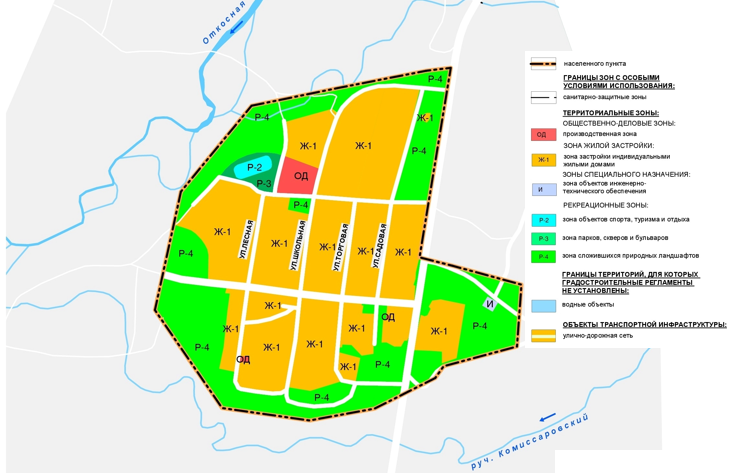 Откосная
Р-4
Р-4
Ж-1
Ж-1
Ж-1
Р-4
Р-2
Р-3
ОД
Р-4
Ж-1
Ж-1
Ж-1
Ж-1
Ж-1
Р-4
УЛ.ЛЕСНАЯ
УЛ.ШКОЛЬНАЯ
УЛ.ТОРГОВАЯ
УЛ.САДОВАЯ
Ж-1
Ж-1
ОД
И
Р-4
Ж-1
Р-4
Ж-1
Ж-1
Ж-1
ОД
Ж-1
Р-4
Р-4
руч. Комиссаровский
населенного пункта
ГРАНИЦЫ ЗОН С ОСОБЫМИ
УСЛОВИЯМИ ИСПОЛЬЗОВАНИЯ:
санитарно-защитные зоны
ТЕРРИТОРИАЛЬНЫЕ ЗОНЫ:
ОБЩЕСТВЕННО-ДЕЛОВЫЕ ЗОНЫ:
ОД производственная зона
ЗОНА ЖИЛОЙ ЗАСТРОЙКИ:
Ж-1 зона застройки индивидуальными
жилыми домами
ЗОНЫ СПЕЦИАЛЬНОГО НАЗНАЧЕНИЯ:
И зона объектов инженерно-
технического обеспечения
РЕКРЕАЦИОННЫЕ ЗОНЫ:
Р-2 зона объектов спорта, туризма и отдыха
Р-3 зона парков, скверов и бульваров
Р-4 зона сложившихся природных ландшафтов
ГРАНИЦЫ ТЕРРИТОРИЙ, ДЛЯ КОТОРЫХ
ГРАДОСТРОИТЕЛЬНЫЕ РЕГЛАМЕНТЫ
НЕ УСТАНОВЛЕНЫ:
водные объекты
ОБЪЕКТЫ ТРАНСПОРТНОЙ ИНФРАСТРУКТУРЫ:
улично-дорожная сеть